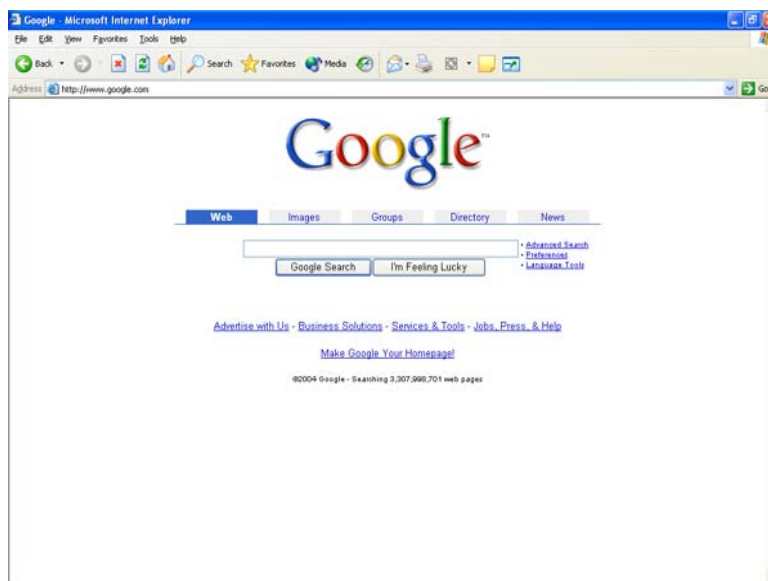 Google - Microsoft Internet Explorer
File Edit View Favorites Tools Help
Back Search Favorites Media
Address http://www.google.com Go
Google™
Web Images Groups Directory News
• Advanced Search
• Preferences
• Language Tools
Google Search I'm Feeling Lucky
Advertise with Us - Business Solutions - Services & Tools - Jobs, Press, & Help
Make Google Your Homepage!
©2004 Google - Searching 3,307,998,701 web pages